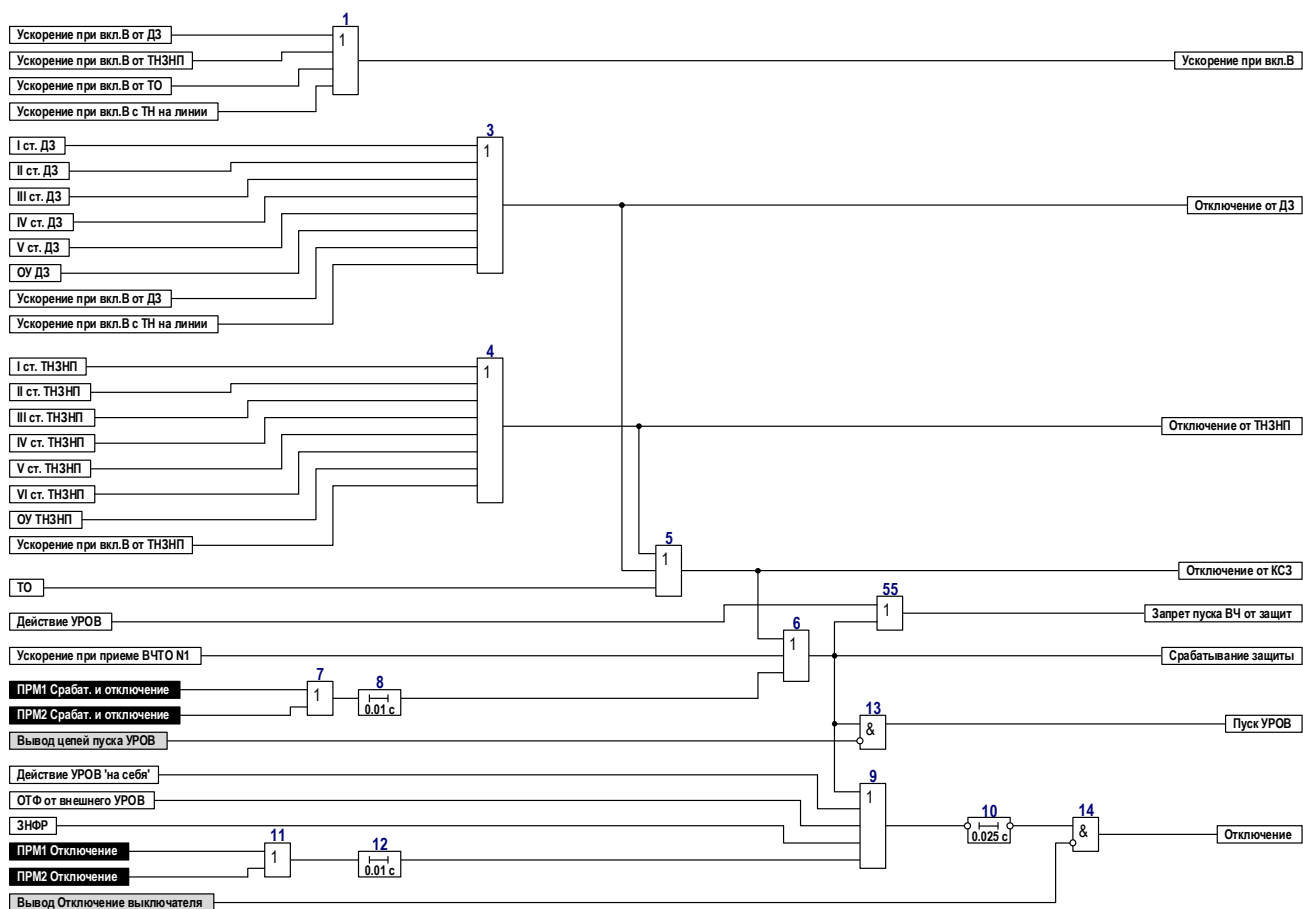 1
Ускорение при вкл.В от ДЗ
1
Ускорение при вкл.В от ТНЗНП
Ускорение при вкл.В
Ускорение при вкл.В от ТО
Ускорение при вкл.В с ТН на линии
3
I ст. ДЗ
1
II ст. ДЗ
III ст. ДЗ
Отключение от ДЗ
IV ст. ДЗ
V ст. ДЗ
ОУ ДЗ
Ускорение при вкл.В от ДЗ
Ускорение при вкл.В с ТН на линии
4
I ст. ТНЗНП
1
II ст. ТНЗНП
III ст. ТНЗНП
Отключение от ТНЗНП
IV ст. ТНЗНП
V ст. ТНЗНП
VI ст. ТНЗНП
ОУ ТНЗНП
Ускорение при вкл.В от ТНЗНП
5
1
Отключение от КСЗ
ТО
55
1
Запрет пуска ВЧ от защит
Действие УРОВ
6
1
Ускорение при приеме ВЧТО N1
Срабатывание защиты
7
8
ПРМ1 Срабат. и отключение
1
0.01 с
ПРМ2 Срабат. и отключение
13
&
Пуск УРОВ
Вывод цепей пуска УРОВ
Действие УРОВ 'на себя'
9
1
ОТФ от внешнего УРОВ
10
0.025 с
14
&
Отключение
ЗНФР
11
12
ПРМ1 Отключение
1
0.01 с
ПРМ2 Отключение
Вывод Отключение выключателя